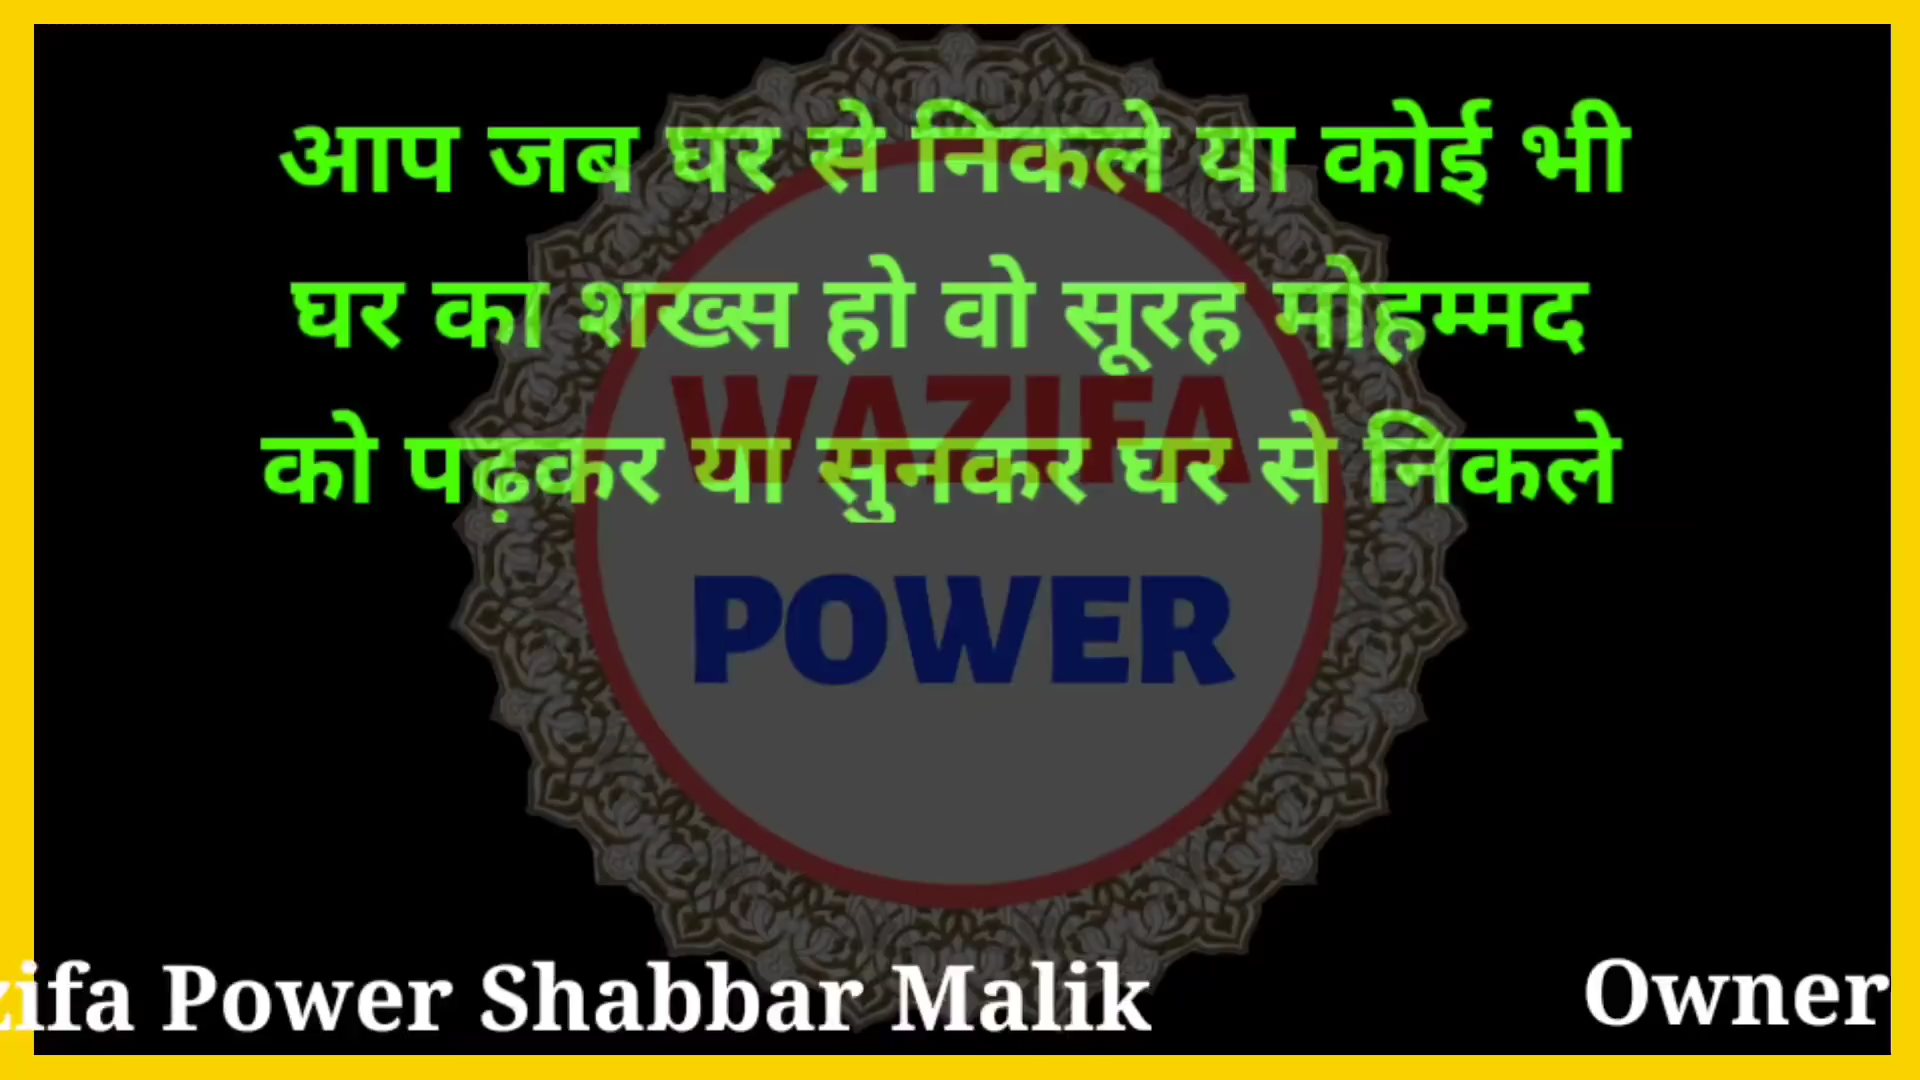 आप जब घर से निकले या कोई भी
घर का शख्स हो वो सूरह मोहम्मद
को पढ़कर या सुनकर घर से निकले
WAZIFA
POWER
zifa Power Shabbar Malik Owner